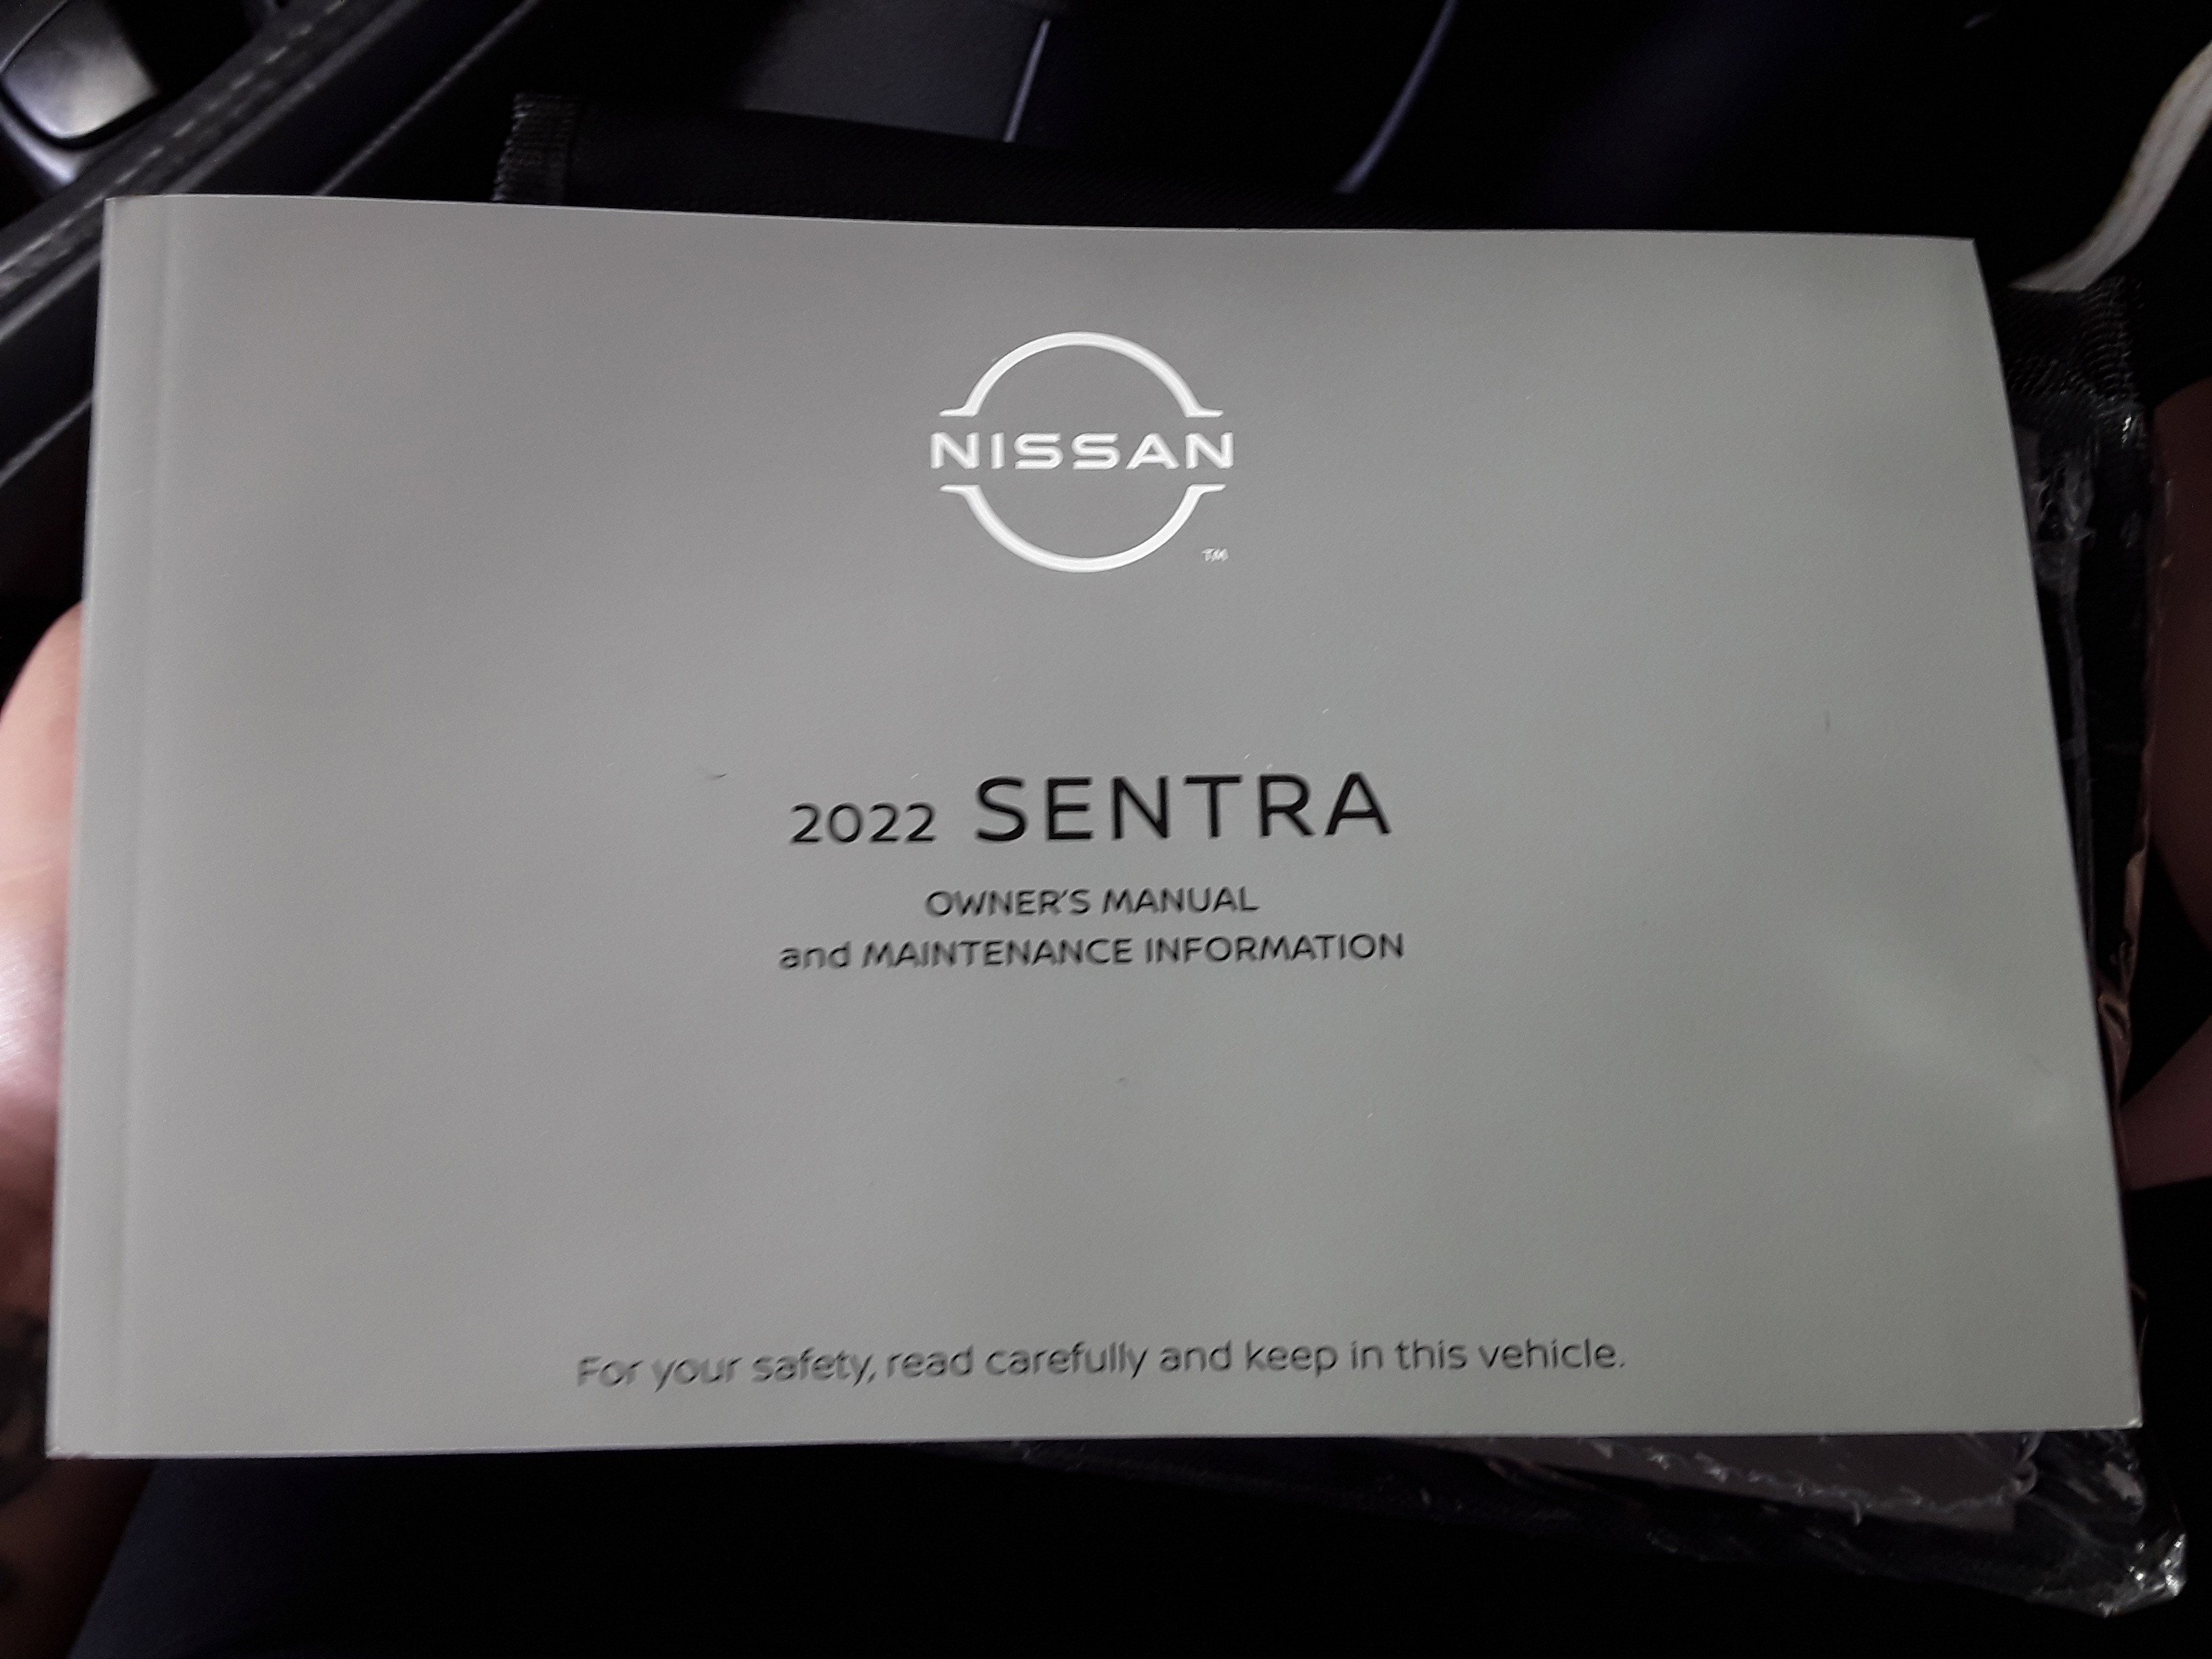 NISSAN
TM
2022 SENTRA
OWNER'S MANUAL
and MAINTENANCE INFORMATION
For your safety, read carefully and keep in this vehicle.